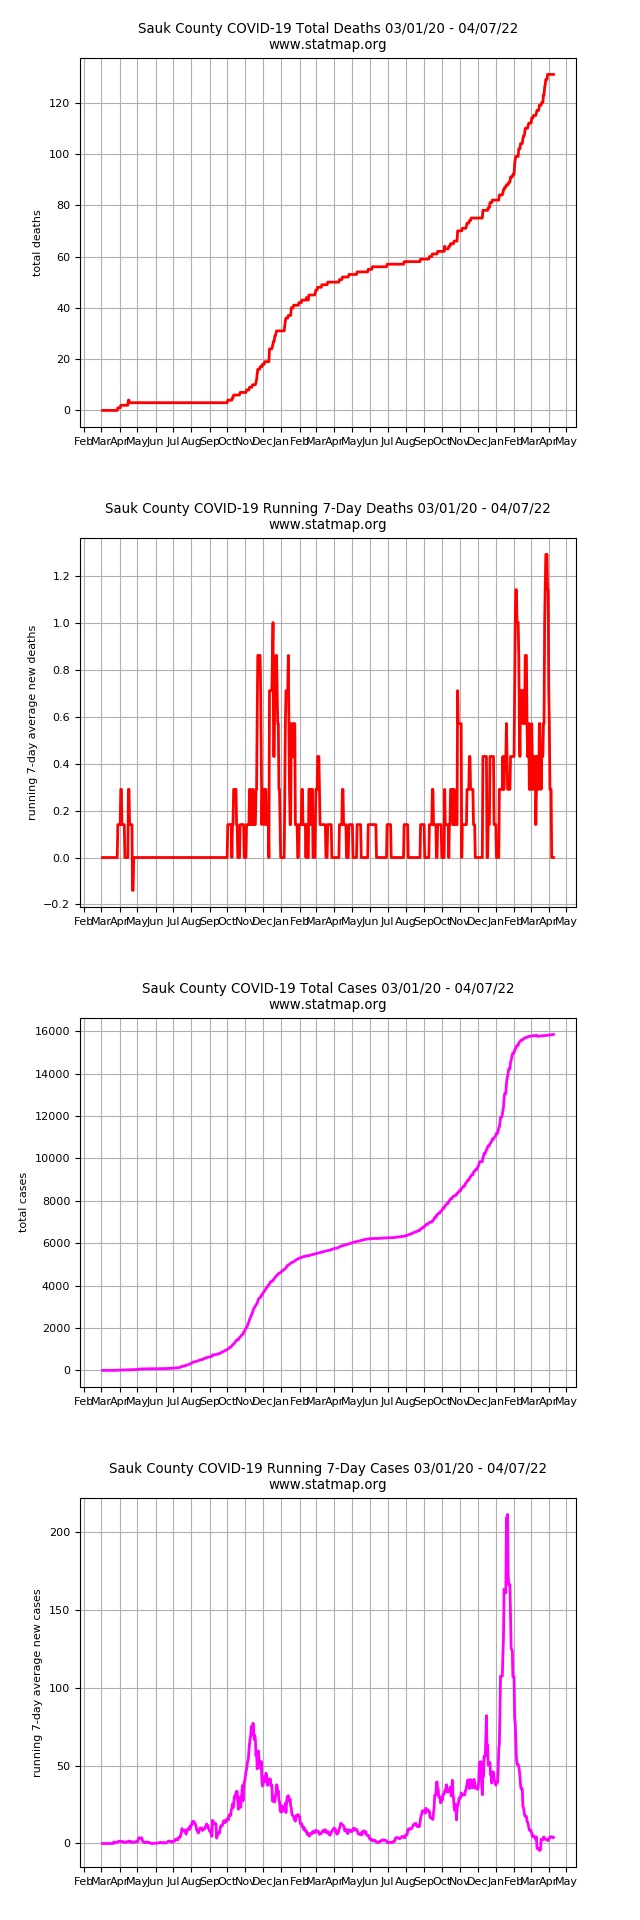 Sauk County COVID-19 Total Deaths 03/01/20 - 04/07/22
www.statmap.org
total deaths
120
100
80
60
40
20
0
Feb Mar Apr May Jun Jul Aug Sep Oct Nov Dec Jan Feb Mar Apr May Jun Jul Aug Sep Oct Nov Dec Jan Feb Mar Apr May
Sauk County COVID-19 Running 7-Day Deaths 03/01/20 - 04/07/22
www.statmap.org
running 7-day average new deaths
1.2
1.0
0.8
0.6
0.4
0.2
0.0
−0.2
Feb Mar Apr May Jun Jul Aug Sep Oct Nov Dec Jan Feb Mar Apr May Jun Jul Aug Sep Oct Nov Dec Jan Feb Mar Apr May
Sauk County COVID-19 Total Cases 03/01/20 - 04/07/22
www.statmap.org
total cases
16000
14000
12000
10000
8000
6000
4000
2000
0
Feb Mar Apr May Jun Jul Aug Sep Oct Nov Dec Jan Feb Mar Apr May Jun Jul Aug Sep Oct Nov Dec Jan Feb Mar Apr May
Sauk County COVID-19 Running 7-Day Cases 03/01/20 - 04/07/22
www.statmap.org
running 7-day average new cases
200
150
100
50
0
Feb Mar Apr May Jun Jul Aug Sep Oct Nov Dec Jan Feb Mar Apr May Jun Jul Aug Sep Oct Nov Dec Jan Feb Mar Apr May